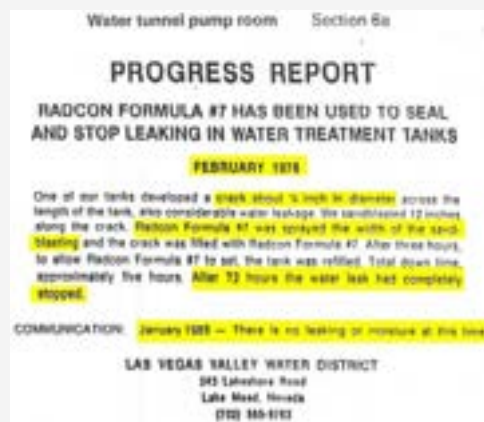 Water tunnel pump room Section 6a
PROGRESS REPORT
RADCON FORMULA #7 HAS BEEN USED TO SEAL
AND STOP LEAKING IN WATER TREATMENT TANKS
FEBRUARY 1976
One of our tanks developed a crack about ¼ inch in diameter across the
length of the tank, also considerable water leakage. We sandblasted 12 inches
along the crack. Radcon Formula #7 was sprayed the width of the sand-
blasting and the crack was filled with Radcon Formula #7. After three hours,
to allow Radcon Formula #7 to set, the tank was refilled. Total down time,
approximately five hours. After 72 hours the water leak had completely
stopped.
COMMUNICATION: January 1985 — There is no leaking or moisture at this time
LAS VEGAS VALLEY WATER DISTRICT
243 Lakeshore Road
Lake Mead, Nevada
(702)